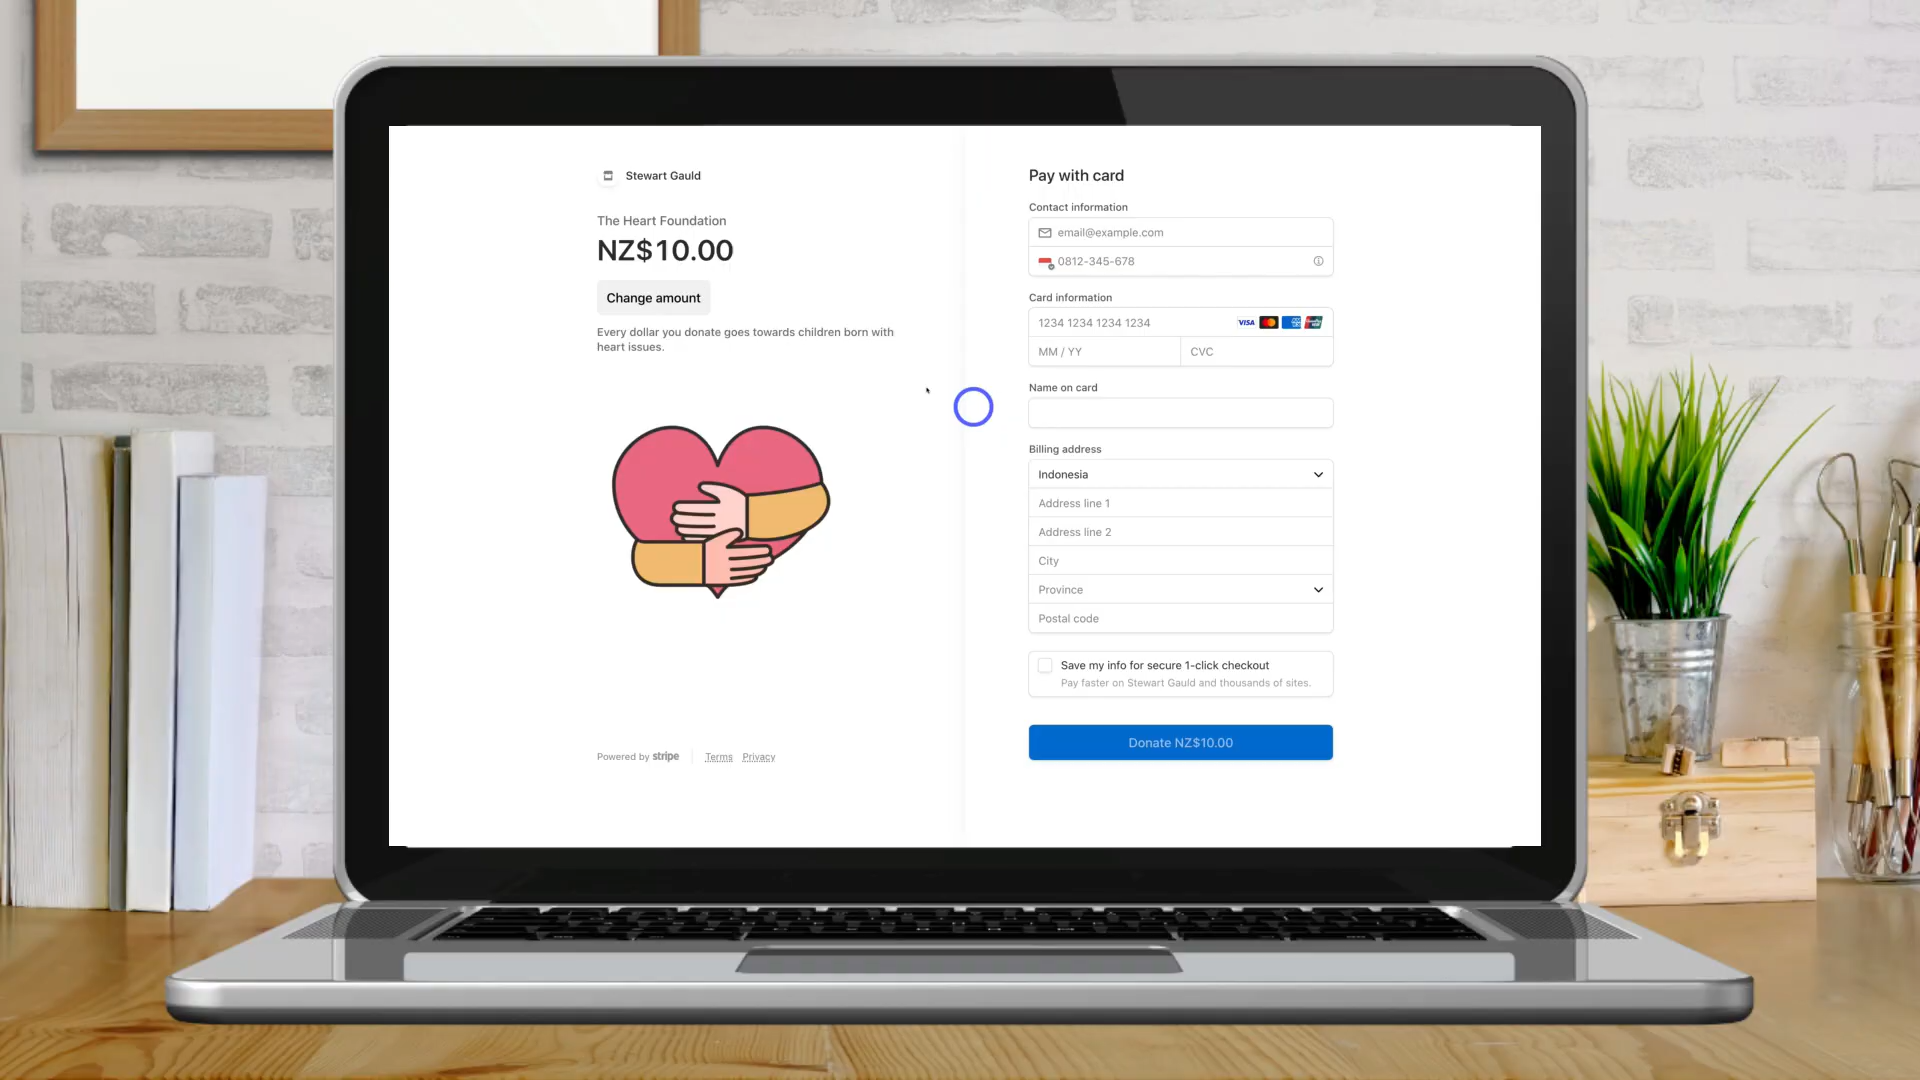 Stewart Gauld
The Heart Foundation
NZ$10.00
Change amount
Every dollar you donate goes towards children born with
heart issues.
Powered by stripe
Terms Privacy
Pay with card
Contact information
email@example.com
0812-345-678
Card information
1234 1234 1234 1234 VISA
MM / YY CVC
Name on card
Billing address
Indonesia
Address line 1
Address line 2
City
Province
Postal code
Save my info for secure 1-click checkout
Pay faster on Stewart Gauld and thousands of sites.
Donate NZ$10.00